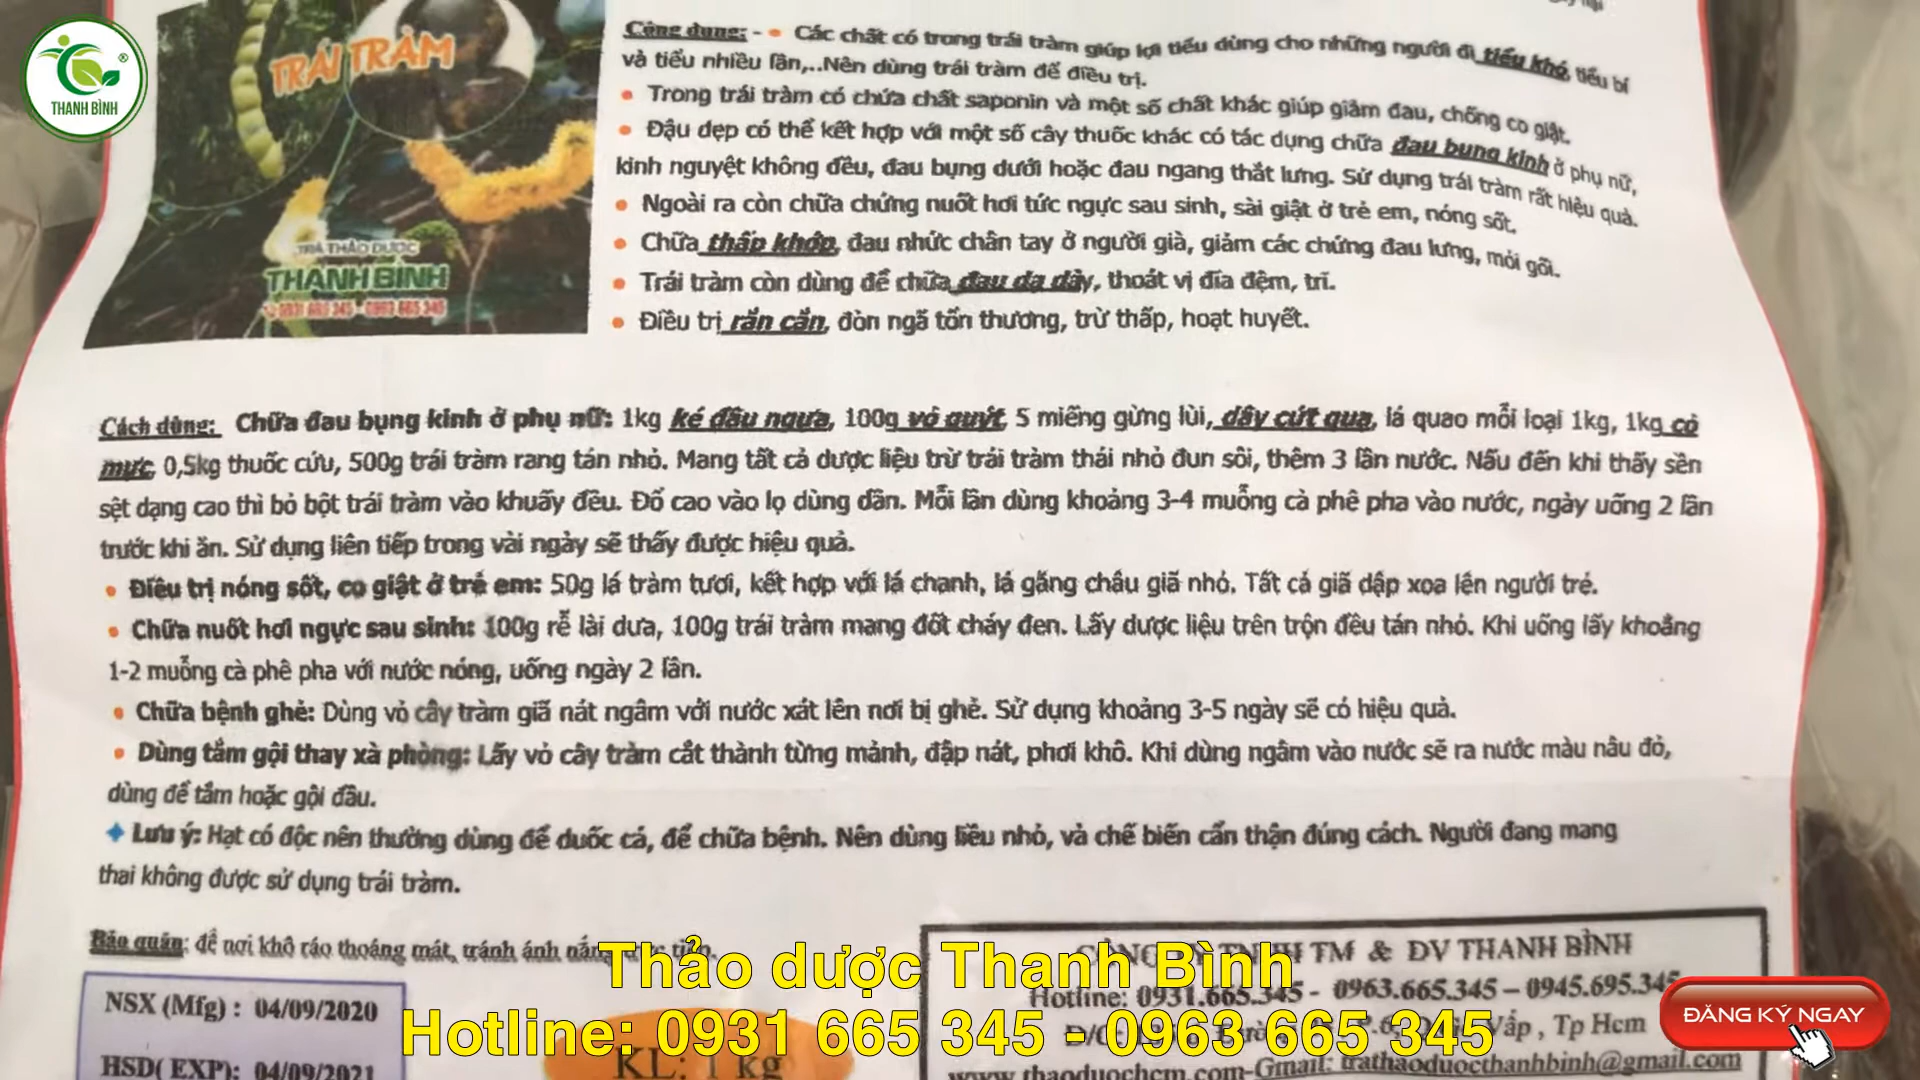 THANH BÌNH
TRÁI TRÀM
TRÀ THẢO DƯỢC
THANH BÌNH
0931 665 345 - 0963 665 345
Công dụng: - • Các chất có trong trái tràm giúp lợi tiểu dùng cho những người đi tiểu khó, tiểu bí
và tiểu nhiều lần,..Nên dùng trái tràm để điều trị.
• Trong trái tràm có chứa chất saponin và một số chất khác giúp giảm đau, chống co giật.
• Đậu dẹp có thể kết hợp với một số cây thuốc khác có tác dụng chữa đau bụng kinh ở phụ nữ,
kinh nguyệt không đều, đau bụng dưới hoặc đau ngang thắt lưng. Sử dụng trái tràm rất hiệu quả.
• Ngoài ra còn chữa chứng nuốt hơi tức ngực sau sinh, sài giật ở trẻ em, nóng sốt.
• Chữa thấp khớp, đau nhức chân tay ở người già, giảm các chứng đau lưng, mỏi gối.
• Trái tràm còn dùng để chữa đau dạ dày, thoát vị đĩa đệm, trĩ.
• Điều trị rắn cắn, đòn ngã tổn thương, trừ thấp, hoạt huyết.
Cách dùng: Chữa đau bụng kinh ở phụ nữ: 1kg ké đầu ngựa, 100g vỏ quýt, 5 miếng gừng lùi, dây cứt quạ, lá quao mỗi loại 1kg, 1kg cỏ
mực, 0,5kg thuốc cứu, 500g trái tràm rang tán nhỏ. Mang tất cả dược liệu trừ trái tràm thái nhỏ đun sôi, thêm 3 lần nước. Nấu đến khi thấy sền
sệt dạng cao thì bỏ bột trái tràm vào khuấy đều. Đổ cao vào lọ dùng dần. Mỗi lần dùng khoảng 3-4 muỗng cà phê pha vào nước, ngày uống 2 lần
trước khi ăn. Sử dụng liên tiếp trong vài ngày sẽ thấy được hiệu quả.
• Điều trị nóng sốt, co giật ở trẻ em: 50g lá tràm tươi, kết hợp với lá chanh, lá găng châu giã nhỏ. Tất cả giã dập xoa lên người trẻ.
• Chữa nuốt hơi ngực sau sinh: 100g rễ lài dưa, 100g trái tràm mang đốt cháy đen. Lấy dược liệu trên trộn đều tán nhỏ. Khi uống lấy khoảng
1-2 muỗng cà phê pha với nước nóng, uống ngày 2 lần.
• Chữa bệnh ghẻ: Dùng vỏ cây tràm giã nát ngâm với nước xát lên nơi bị ghẻ. Sử dụng khoảng 3-5 ngày sẽ có hiệu quả.
• Dùng tắm gội thay xà phòng: Lấy vỏ cây tràm cắt thành từng mảnh, đập nát, phơi khô. Khi dùng ngâm vào nước sẽ ra nước màu nâu đỏ,
dùng để tắm hoặc gội đầu.
Lưu ý: Hạt có độc nên thường dùng để duốc cá, để chữa bệnh. Nên dùng liều nhỏ, và chế biến cẩn thận đúng cách. Người đang mang
thai không được sử dụng trái tràm.
Bảo quản: để nơi khô ráo thoáng mát, tránh ánh nắng
CÔNG TY TNHH TM & DV THANH BÌNH
Hotline: 0931.665.345 - 0963.665.345 – 0945.695.345
Vấp , Tp Hcm
www.thaoduochcm.com-Gmail: trathaoduocthanhbinh@gmail.com
NSX (Mfg) : 04/09/2020
HSD( EXP): 04/09/2021
KL: 1 kg
Thảo dược Thanh Bình
Hotline: 0931 665 345 - 0963 665 345
ĐĂNG KÝ NGAY